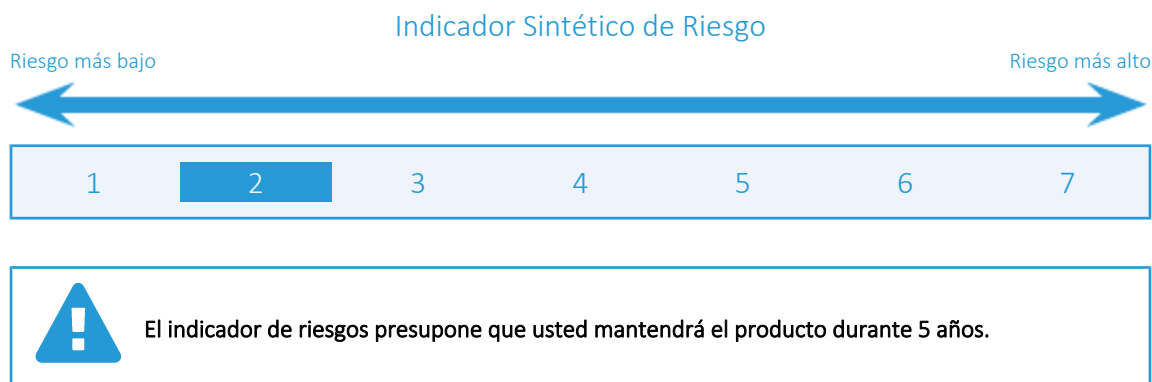 Indicador Sintético de Riesgo
Riesgo más bajo Riesgo más alto
1 2 3 4 5 6 7
El indicador de riesgos presupone que usted mantendrá el producto durante 5 años.